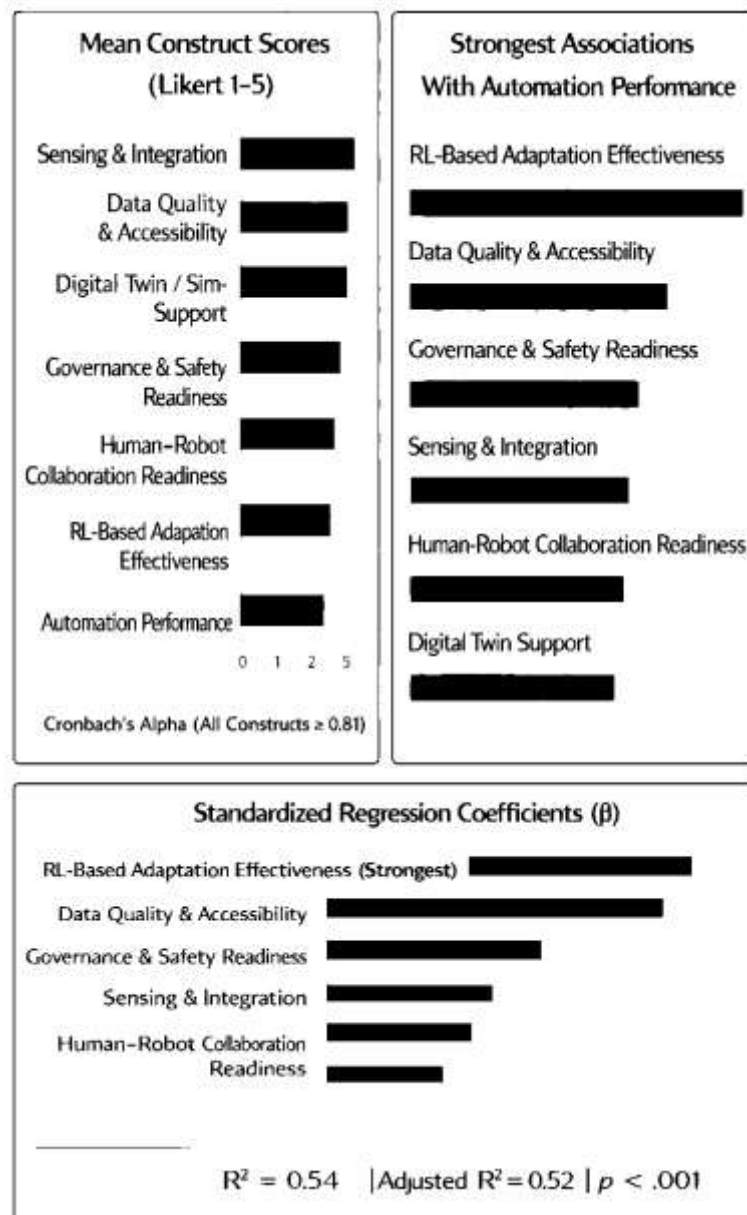 Mean Construct Scores
(Likert 1–5)
Sensing & Integration
Data Quality
& Accessibility
Digital Twin / Sim-
Support
Governance & Safety
Readiness
Human–Robot
Collaboration Readiness
RL-Based Adapation
Effectiveness
Automation Performance
0 1 2 5
Cronbach's Alpha (All Constructs ≥ 0.81)
Strongest Associations
With Automation Performance
RL-Based Adaptation Effectiveness
Data Quality & Accessibility
Governance & Safety Readiness
Sensing & Integration
Human-Robot Collaboration Readiness
Digital Twin Support
Standardized Regression Coefficients (β)
RL-Based Adaptation Effectiveness (Strongest)
Data Quality & Accessibility
Governance & Safety Readiness
Sensing & Integration
Human–Robot Collaboration
Readiness
R² = 0.54 | Adjusted R² = 0.52 | p < .001